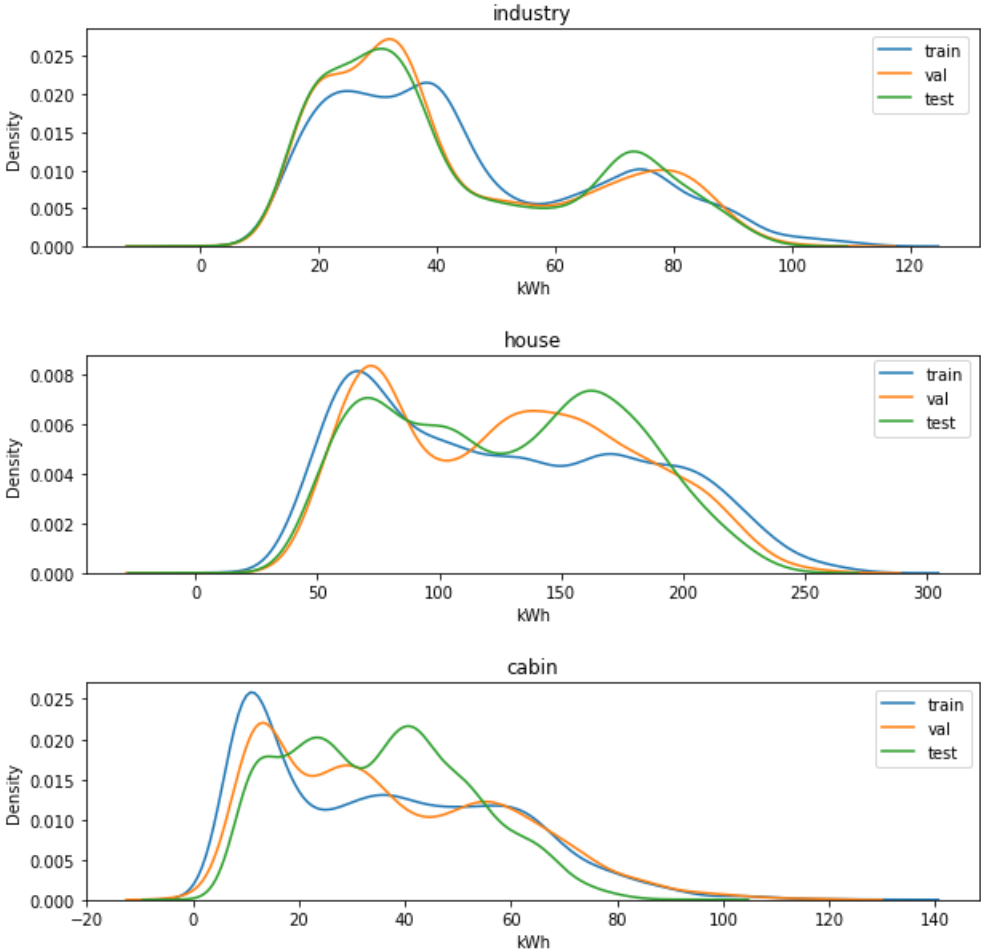 industry
Density
0.025
0.020
0.015
0.010
0.005
0.000
train
val
test
0 20 40 60 80 100 120
kWh
house
Density
0.008
0.006
0.004
0.002
0.000
train
val
test
0 50 100 150 200 250 300
kWh
cabin
Density
0.025
0.020
0.015
0.010
0.005
0.000
train
val
test
−20 0 20 40 60 80 100 120 140
kWh